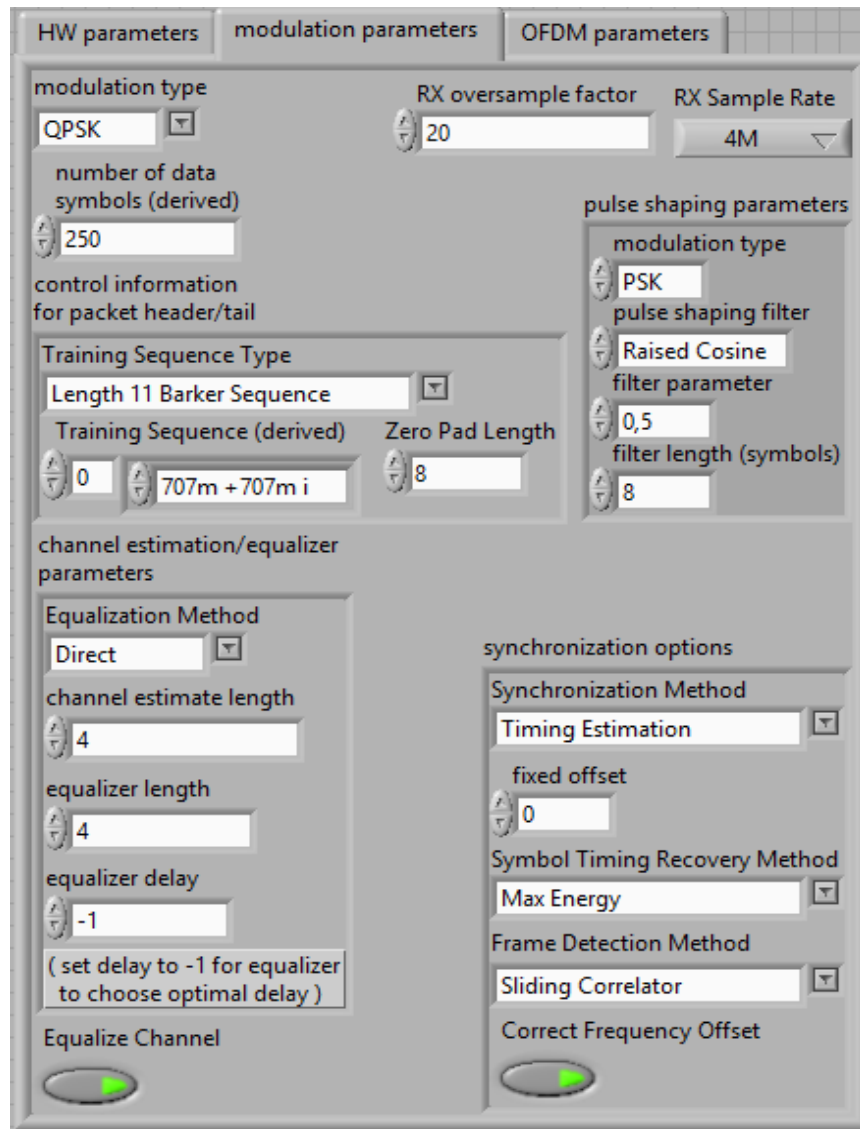 HW parameters
modulation parameters
OFDM parameters
modulation type
QPSK
RX oversample factor
20
RX Sample Rate
4M
number of data
symbols (derived)
250
pulse shaping parameters
modulation type
PSK
pulse shaping filter
Raised Cosine
filter parameter
0,5
filter length (symbols)
8
control information
for packet header/tail
Training Sequence Type
Length 11 Barker Sequence
Training Sequence (derived)
0
707m +707m i
Zero Pad Length
8
channel estimation/equalizer
parameters
Equalization Method
Direct
channel estimate length
4
equalizer length
4
equalizer delay
-1
( set delay to -1 for equalizer
to choose optimal delay )
Equalize Channel
synchronization options
Synchronization Method
Timing Estimation
fixed offset
0
Symbol Timing Recovery Method
Max Energy
Frame Detection Method
Sliding Correlator
Correct Frequency Offset